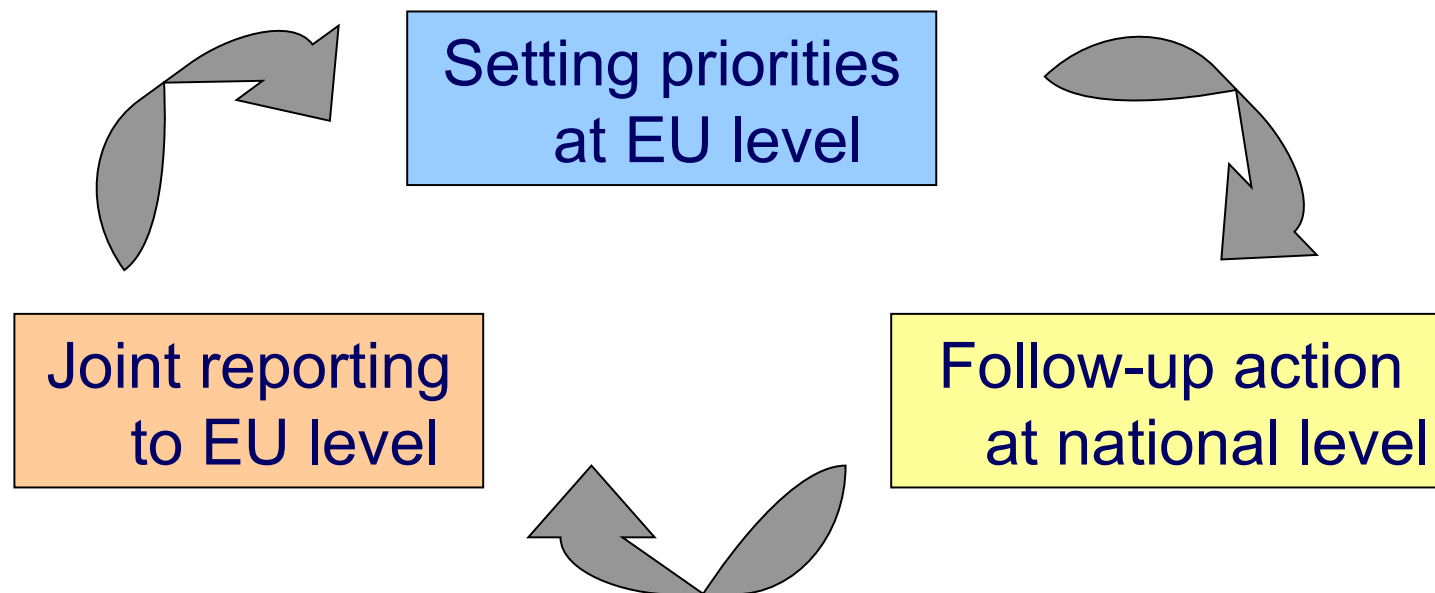 Setting priorities
at EU level
Joint reporting
to EU level
Follow-up action
at national level